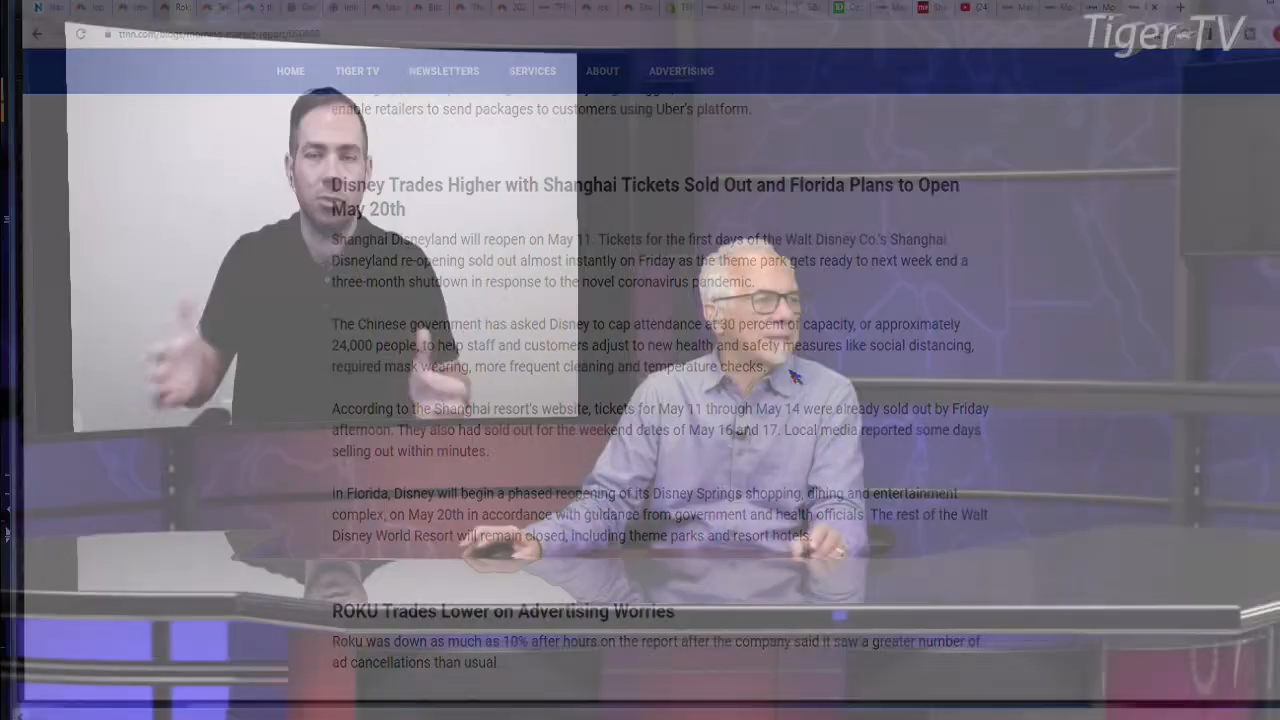 Tiger-TV
HOME TIGER TV NEWSLETTERS SERVICES ABOUT ADVERTISING
enable retailers to send packages to customers using Uber's platform.
Disney Trades Higher with Shanghai Tickets Sold Out and Florida Plans to Open
May 20th
Shanghai Disneyland will reopen on May 11. Tickets for the first days of the Walt Disney Co.'s Shanghai
Disneyland re-opening sold out almost instantly on Friday as the theme park gets ready to next week end a
three-month shutdown in response to the novel coronavirus pandemic.
The Chinese government has asked Disney to cap attendance at 30 percent of capacity, or approximately
24,000 people, to help staff and customers adjust to new health and safety measures like social distancing,
required mask wearing, more frequent cleaning and temperature checks.
According to the Shanghai resort's website, tickets for May 11 through May 14 were already sold out by Friday
afternoon. They also had sold out for the weekend dates of May 16 and 17. Local media reported some days
selling out within minutes.
In Florida, Disney will begin a phased reopening of its Disney Springs shopping, dining and entertainment
complex, on May 20th in accordance with guidance from government and health officials. The rest of the Walt
Disney World Resort will remain closed, including theme parks and resort hotels.
ROKU Trades Lower on Advertising Worries
Roku was down as much as 10% after hours on the report after the company said it saw a greater number of
ad cancellations than usual